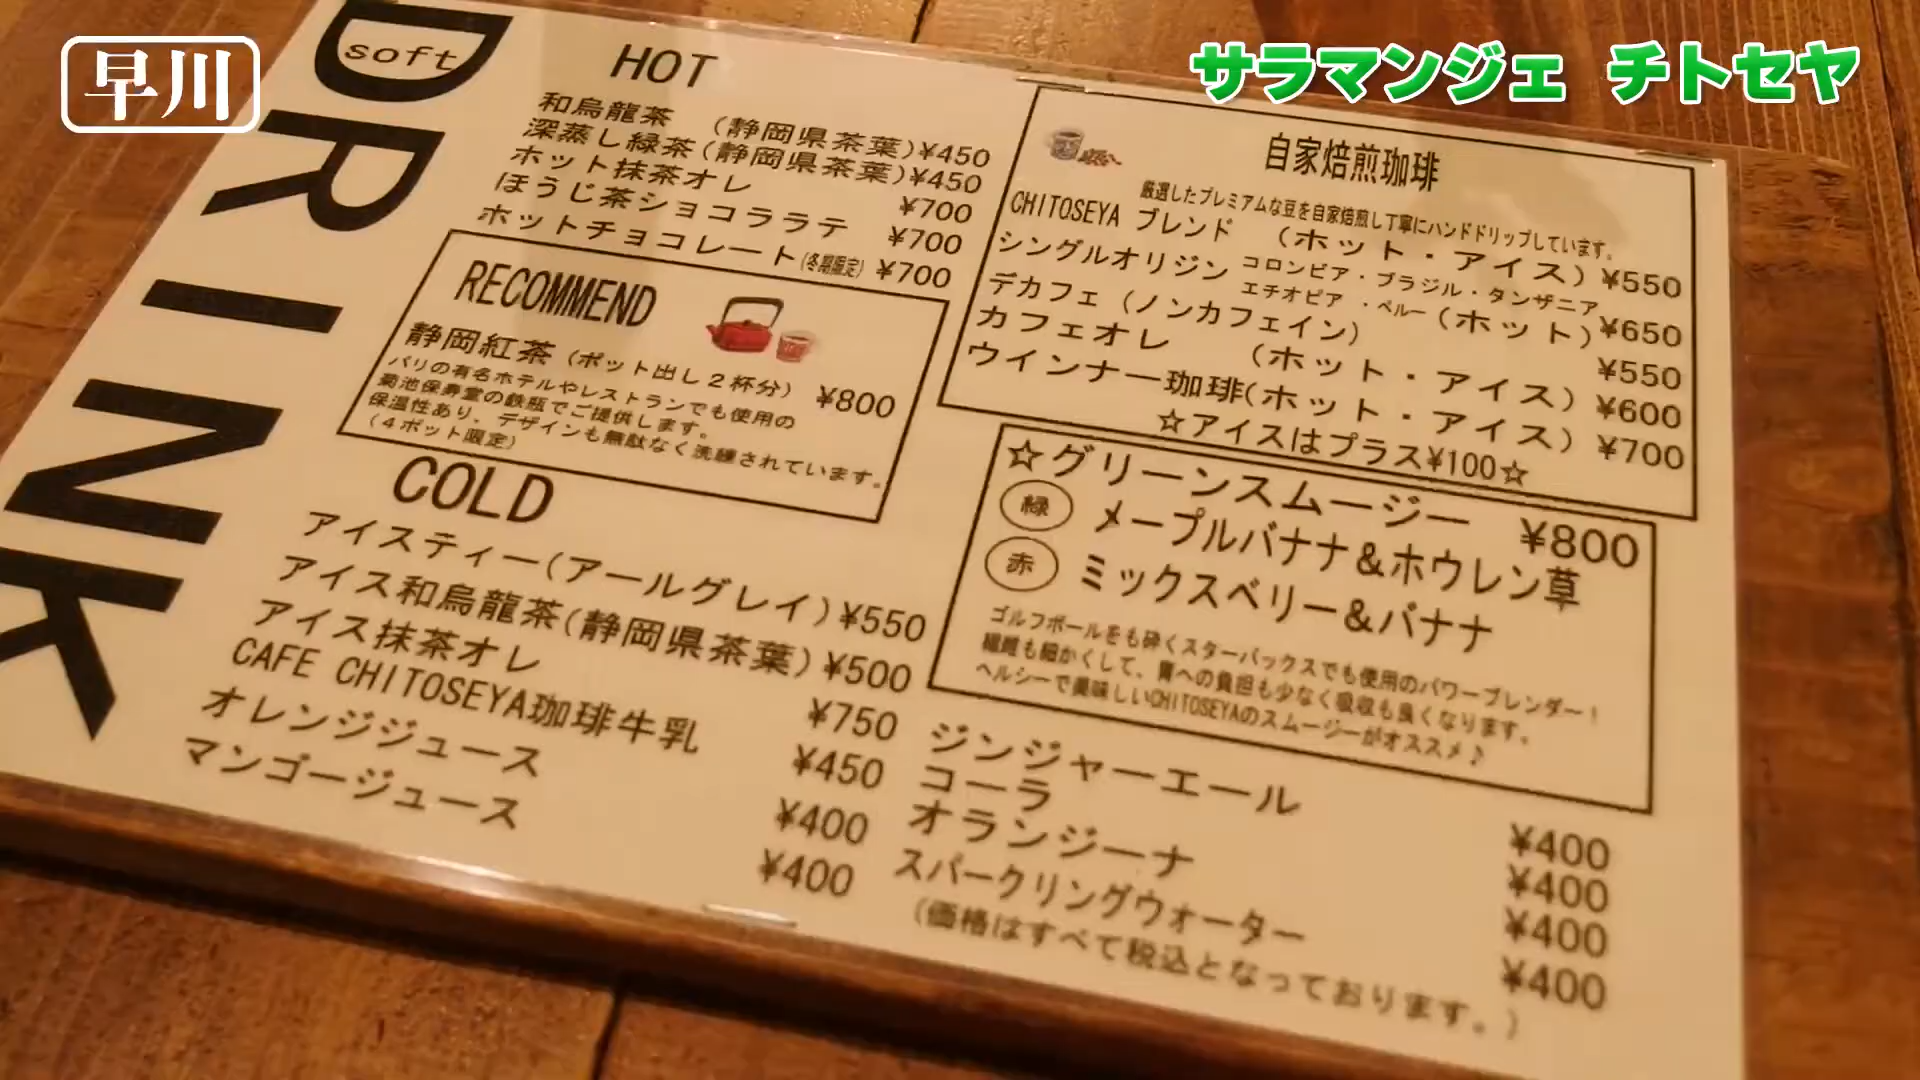 早川
サラマンジェ チトセヤ
soft
DRINK
HOT
和烏龍茶 (静岡県茶葉)¥450
深蒸し緑茶(静岡県茶葉)¥450
ホット抹茶オレ ¥700
ほうじ茶ショコララテ ¥700
ホットチョコレート(冬期限定) ¥700
RECOMMEND
静岡紅茶(ポット出し2杯分) ¥800
パリの有名ホテルやレストランでも使用の
菊池保寿堂の鉄瓶でご提供します。
保温性あり、デザインも無駄なく洗練されています。
(4ポット限定)
COLD
アイスティー(アールグレイ)¥550
アイス和烏龍茶(静岡県茶葉)¥500
アイス抹茶オレ ¥750
CAFE CHITOSEYA珈琲牛乳 ¥450
オレンジジュース ¥400
マンゴージュース ¥400
自家焙煎珈琲
厳選したプレミアムな豆を自家焙煎し丁寧にハンドドリップしています。
CHITOSEYA ブレンド (ホット・アイス)¥550
シングルオリジン コロンビア・ブラジル・タンザニア
エチオピア・ペルー(ホット)¥650
デカフェ(ノンカフェイン) (ホット・アイス) ¥550
カフェオレ (ホット・アイス) ¥600
ウインナー珈琲(ホット・アイス) ¥700
☆アイスはプラス¥100☆
☆グリーンスムージー ¥800
緑 メープルバナナ&ホウレン草
赤 ミックスベリー&バナナ
ゴルフボールをも砕くスターバックスでも使用のパワーブレンダ~!
繊維も細かくして、胃への負担も少なく吸収も良くなります。
ヘルシーで美味しいCHITOSEYAのスムージーがオススメ♪
ジンジャーエール ¥400
コーラ ¥400
オランジーナ ¥400
スパークリングウォーター ¥400
(価格はすべて税込となっております。)